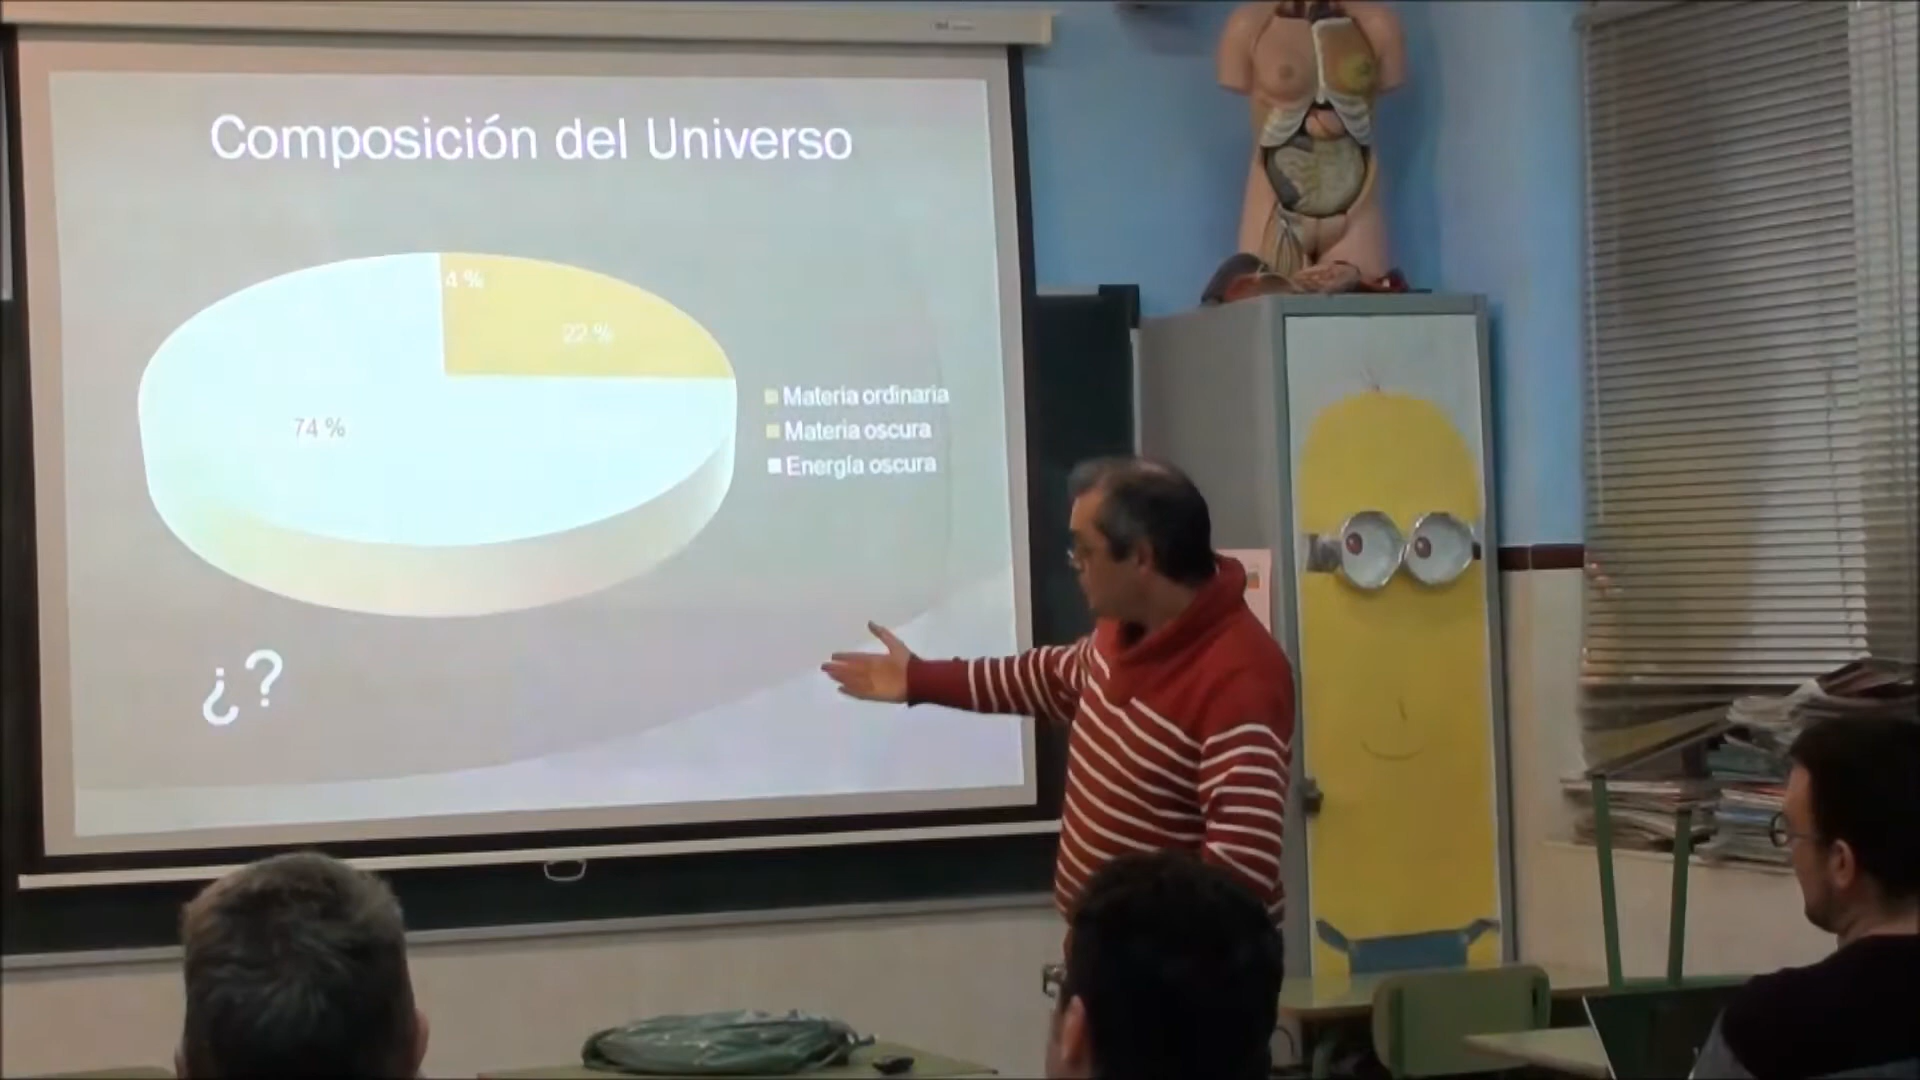 Composición del Universo
4 %
22 %
74 %
Materia ordinaria
Materia oscura
Energía oscura
¿?